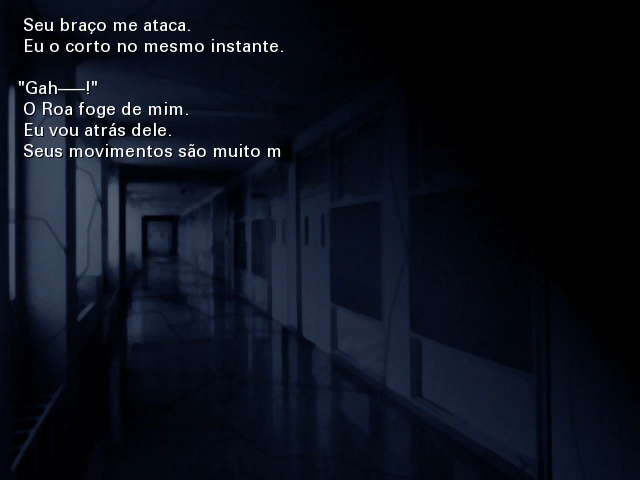 Seu braço me ataca.
Eu o corto no mesmo instante.
"Gah――!"
O Roa foge de mim.
Eu vou atrás dele.
Seus movimentos são muito m